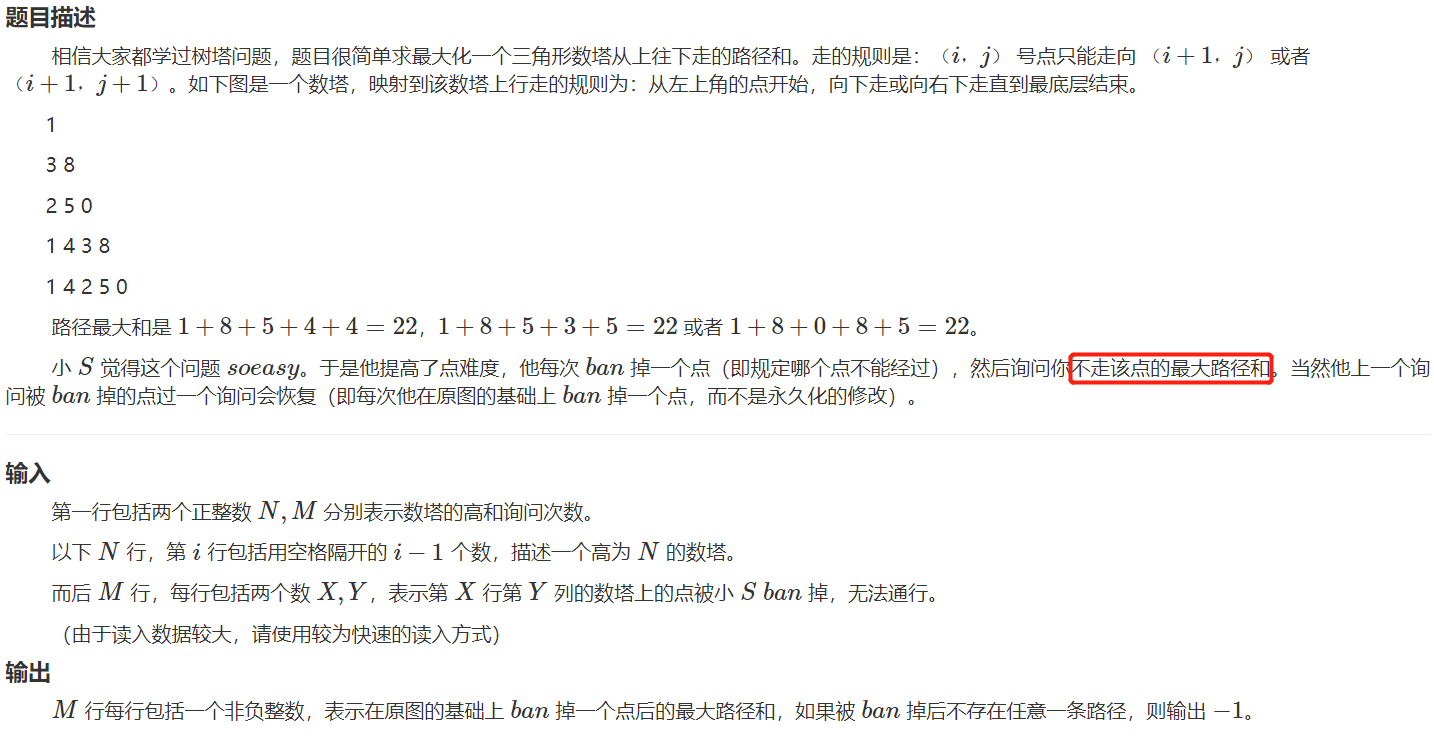 题目描述
相信大家都学过树塔问题，题目很简单求最大化一个三角形数塔从上往下走的路径和。走的规则是：（i，j） 号点只能走向 （i + 1，j） 或者
（i + 1，j + 1）。如下图是一个数塔，映射到该数塔上行走的规则为：从左上角的点开始，向下走或向右下走直到最底层结束。
1
3 8
2 5 0
1 4 3 8
1 4 2 5 0
路径最大和是 1 + 8 + 5 + 4 + 4 = 22，1 + 8 + 5 + 3 + 5 = 22 或者 1 + 8 + 0 + 8 + 5 = 22。
小 S 觉得这个问题 soeasy。于是他提高了点难度，他每次 ban 掉一个点（即规定哪个点不能经过），然后询问你不走该点的最大路径和。当然他上一个询
问被 ban 掉的点过一个询问会恢复（即每次他在原图的基础上 ban 掉一个点，而不是永久化的修改）。
输入
第一行包括两个正整数 N, M 分别表示数塔的高和询问次数。
以下 N 行，第 i 行包括用空格隔开的 i − 1 个数，描述一个高为 N 的数塔。
而后 M 行，每行包括两个数 X, Y，表示第 X 行第 Y 列的数塔上的点被小 S ban 掉，无法通行。
（由于读入数据较大，请使用较为快速的读入方式）
输出
M 行每行包括一个非负整数，表示在原图的基础上 ban 掉一个点后的最大路径和，如果被 ban 掉后不存在任意一条路径，则输出 −1。